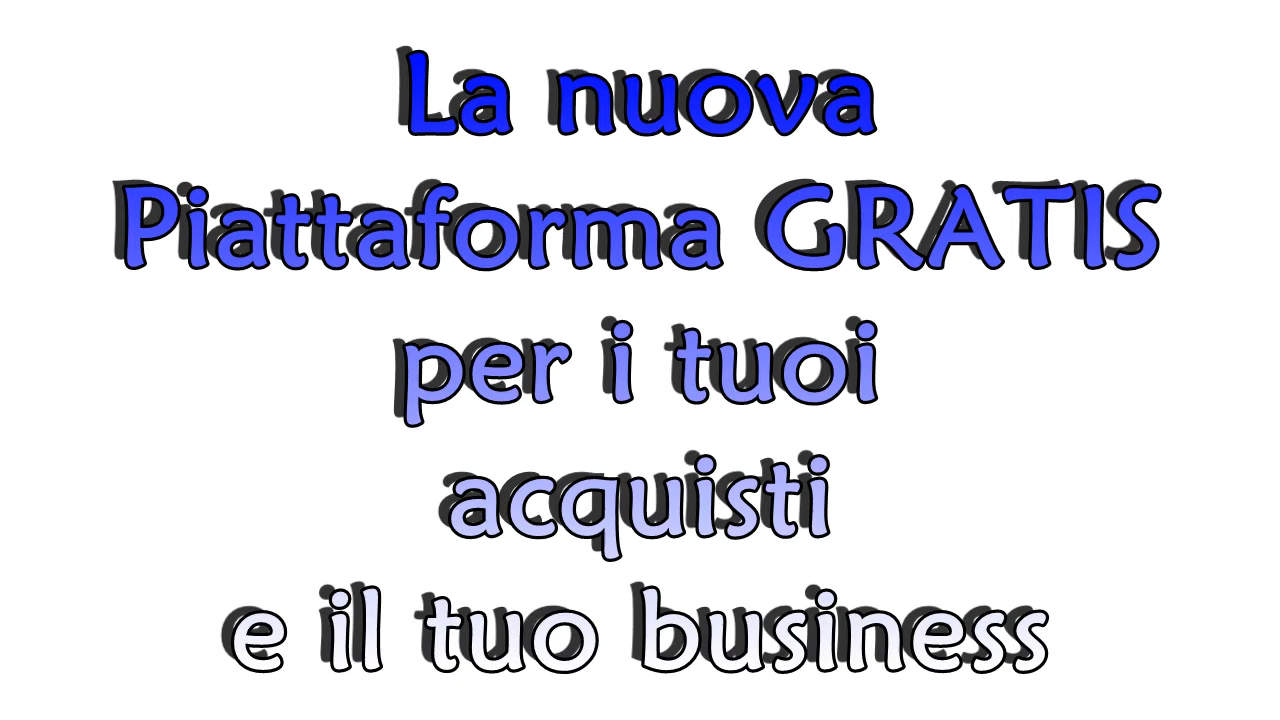 La nuova
Piattaforma GRATIS
per i tuoi
acquisti
e il tuo business